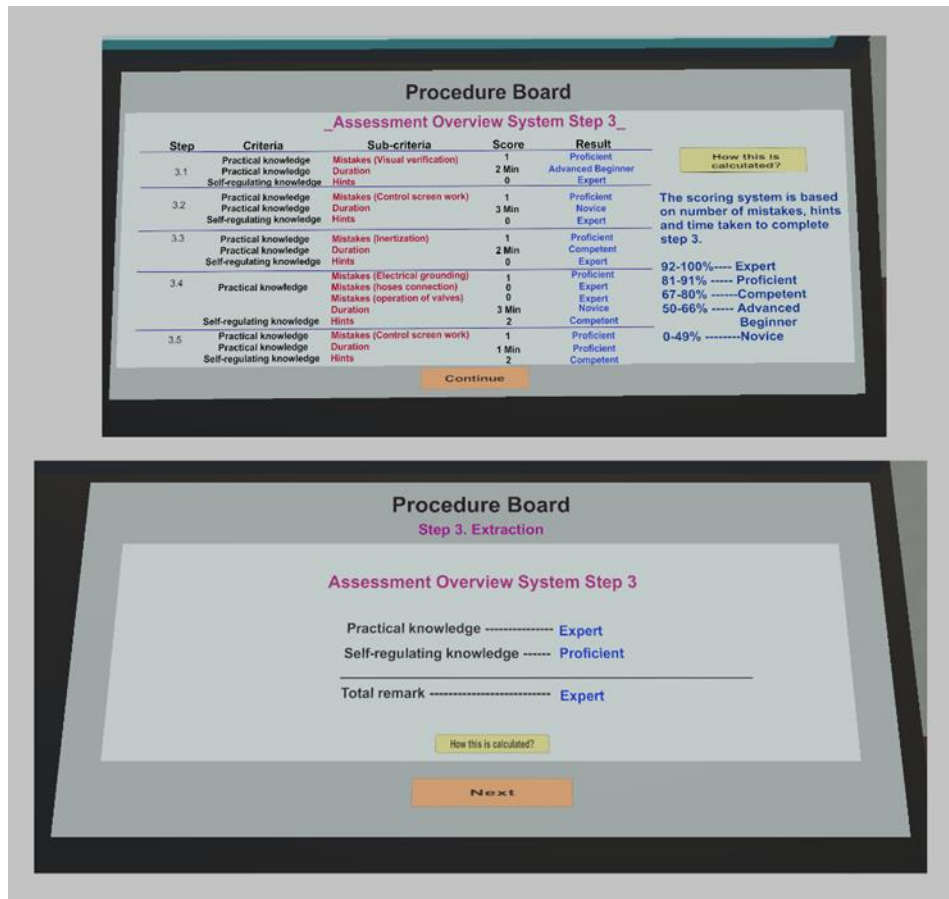 Procedure Board
_Assessment Overview System Step 3_
Step Criteria Sub-criteria Score Result
Practical knowledge Mistakes (Visual verification) 1 Proficient
3.1 Practical knowledge Duration 2 Min Advanced Beginner
Self-regulating knowledge Hints 0 Expert
3.2 Practical knowledge Mistakes (Control screen work) 1 Proficient
Practical knowledge Duration 3 Min Novice
Self-regulating knowledge Hints 0 Expert
3.3 Practical knowledge Mistakes (Inertization) 1 Proficient
Practical knowledge Duration 2 Min Competent
Self-regulating knowledge Hints 0 Expert
Mistakes (Electrical grounding) 1 Proficient
3.4 Practical knowledge Mistakes (hoses connection) 0 Expert
Mistakes (operation of valves) 0 Expert
Duration 3 Min Novice
Self-regulating knowledge Hints 2 Competent
3.5 Practical knowledge Mistakes (Control screen work) 1 Proficient
Practical knowledge Duration 1 Min Proficient
Self-regulating knowledge Hints 2 Competent
How this is
calculated?
The scoring system is based
on number of mistakes, hints
and time taken to complete
step 3.
92-100%---- Expert
81-91% ----- Proficient
67-80% ------Competent
50-66% ----- Advanced
Beginner
0-49% --------Novice
Continue
Procedure Board
Step 3. Extraction
Assessment Overview System Step 3
Practical knowledge --------------- Expert
Self-regulating knowledge ------ Proficient
Total remark -------------------------- Expert
How this is calculated?
Next